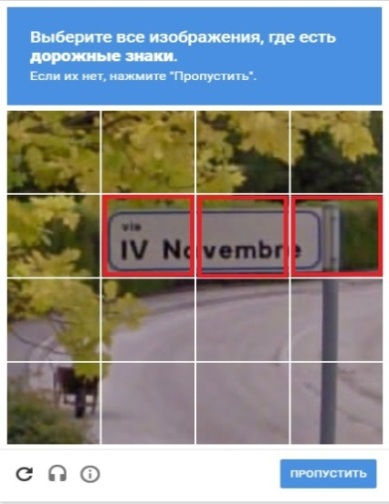 Выберите все изображения, где есть
дорожные знаки.
Если их нет, нажмите "Пропустить".
via
IV Novembre
ПРОПУСТИТЬ